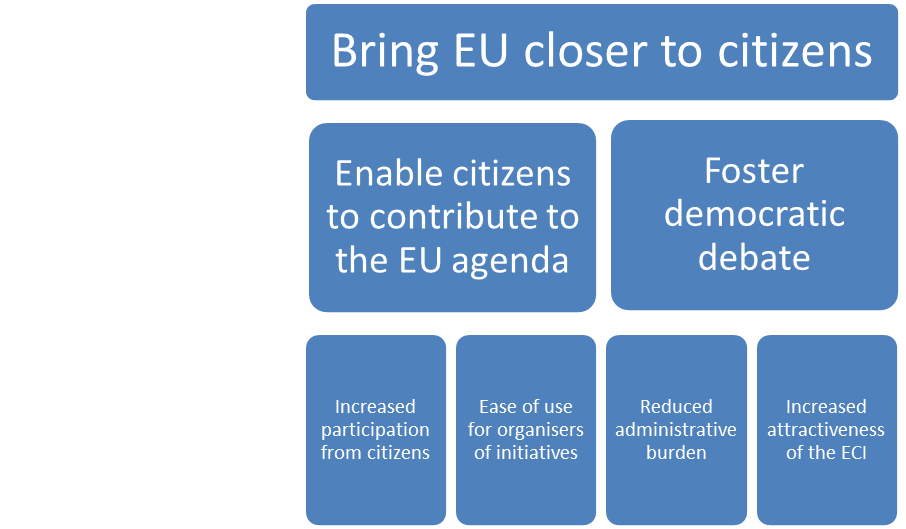 Bring EU closer to citizens
Enable citizens
to contribute to
the EU agenda
Foster
democratic
debate
Increased
participation
from citizens
Ease of use
for organisers
of initiatives
Reduced
administrative
burden
Increased
attractiveness
of the ECI